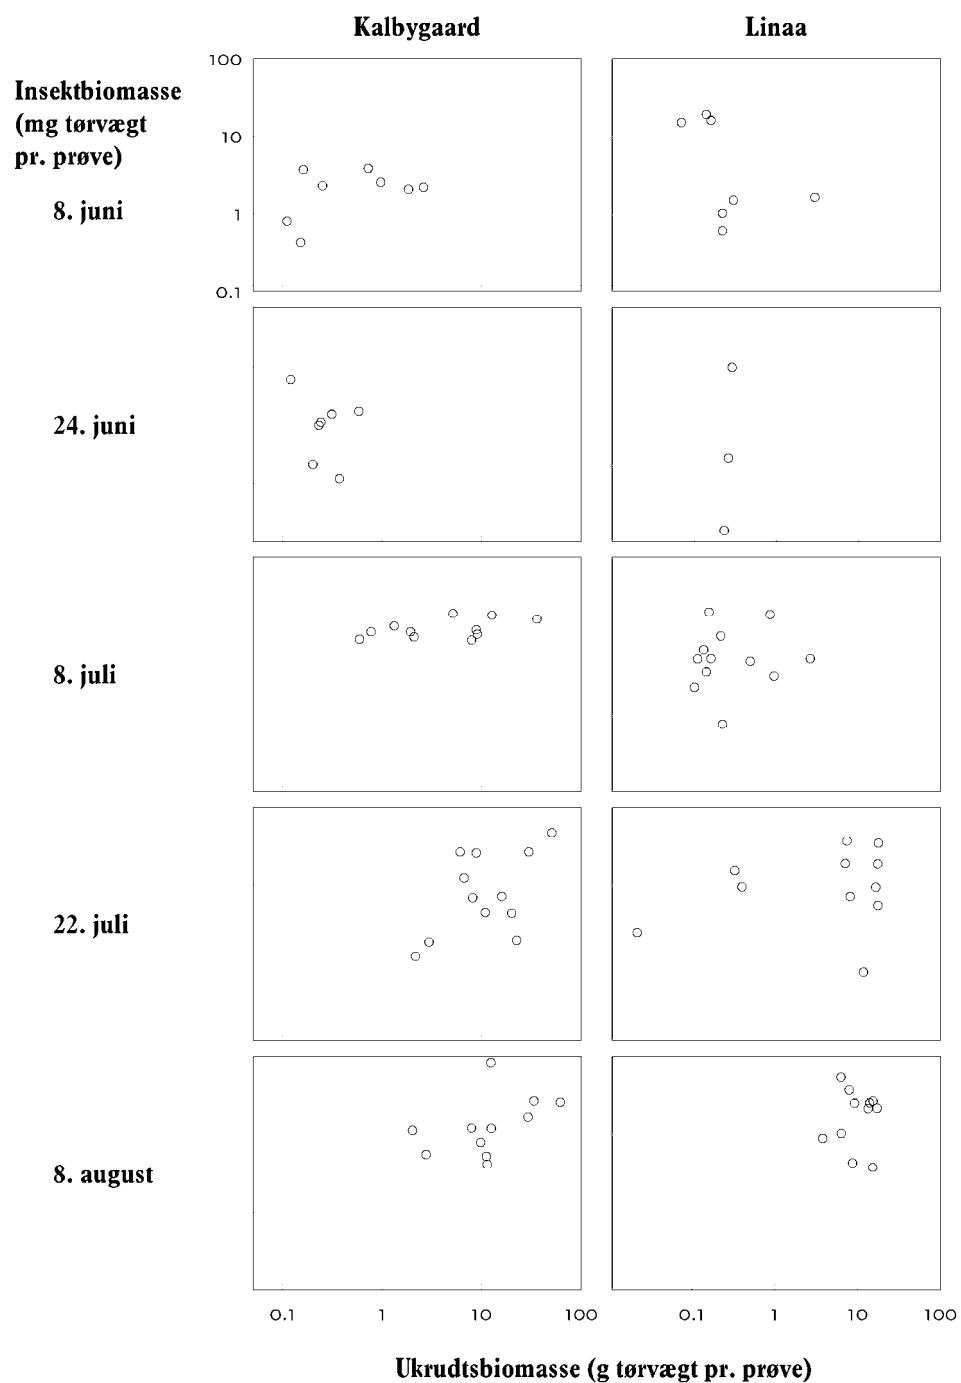 Kalbygaard
Linaa
Insektbiomasse
(mg tørvægt
pr. prøve)
100
10
1
0.1
8. juni
24. juni
8. juli
22. juli
8. august
0.1 1 10 100
0.1 1 10 100
Ukrudtsbiomasse (g tørvægt pr. prøve)